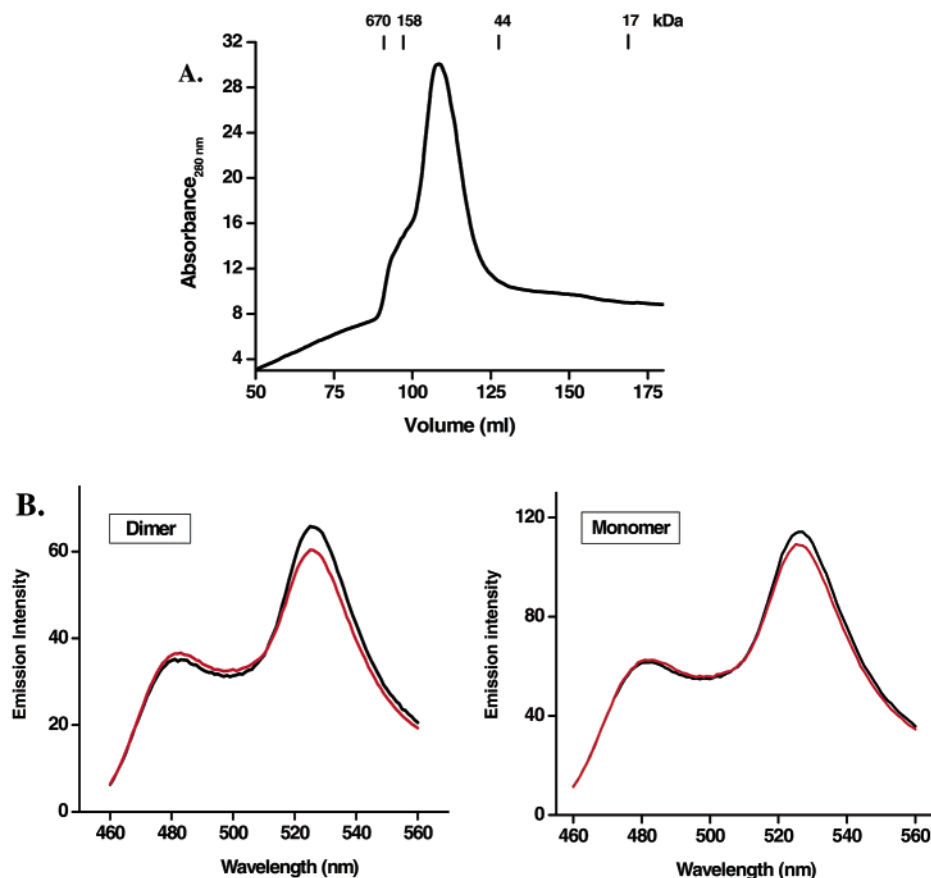 670 158 44 17 kDa
A.
32
28
24
20
16
12
8
4
Absorbance280 nm
50 75 100 125 150 175
Volume (ml)
B.
Dimer
60
40
20
0
Emission Intensity
460 480 500 520 540 560
Wavelength (nm)
Monomer
120
80
40
0
Emission intensity
460 480 500 520 540 560
Wavelength (nm)